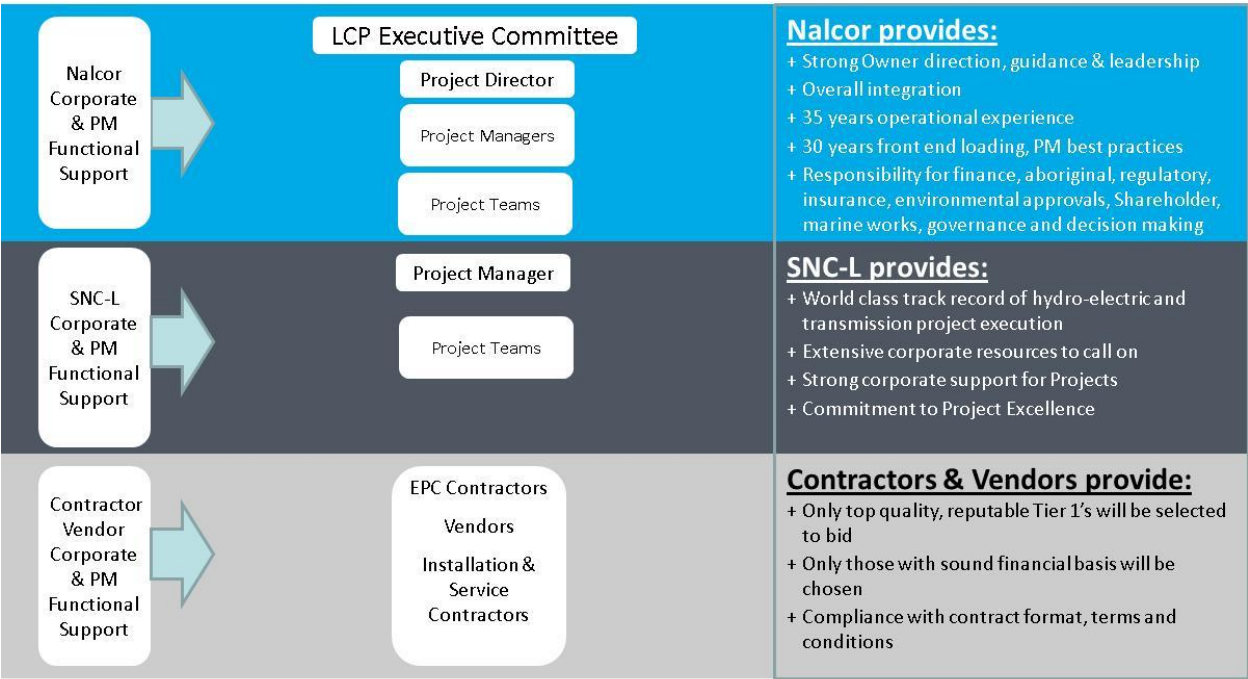 Nalcor
Corporate
& PM
Functional
Support
LCP Executive Committee
Project Director
Project Managers
Project Teams
Nalcor provides:
+ Strong Owner direction, guidance & leadership
+ Overall integration
+ 35 years operational experience
+ 30 years front end loading, PM best practices
+ Responsibility for finance, aboriginal, regulatory,
insurance, environmental approvals, Shareholder,
marine works, governance and decision making
SNC-L
Corporate
& PM
Functional
Support
Project Manager
Project Teams
SNC-L provides:
+ World class track record of hydro-electric and
transmission project execution
+ Extensive corporate resources to call on
+ Strong corporate support for Projects
+ Commitment to Project Excellence
Contractor
Vendor
Corporate
& PM
Functional
Support
EPC Contractors
Vendors
Installation &
Service
Contractors
Contractors & Vendors provide:
+ Only top quality, reputable Tier 1's will be selected
to bid
+ Only those with sound financial basis will be
chosen
+ Compliance with contract format, terms and
conditions